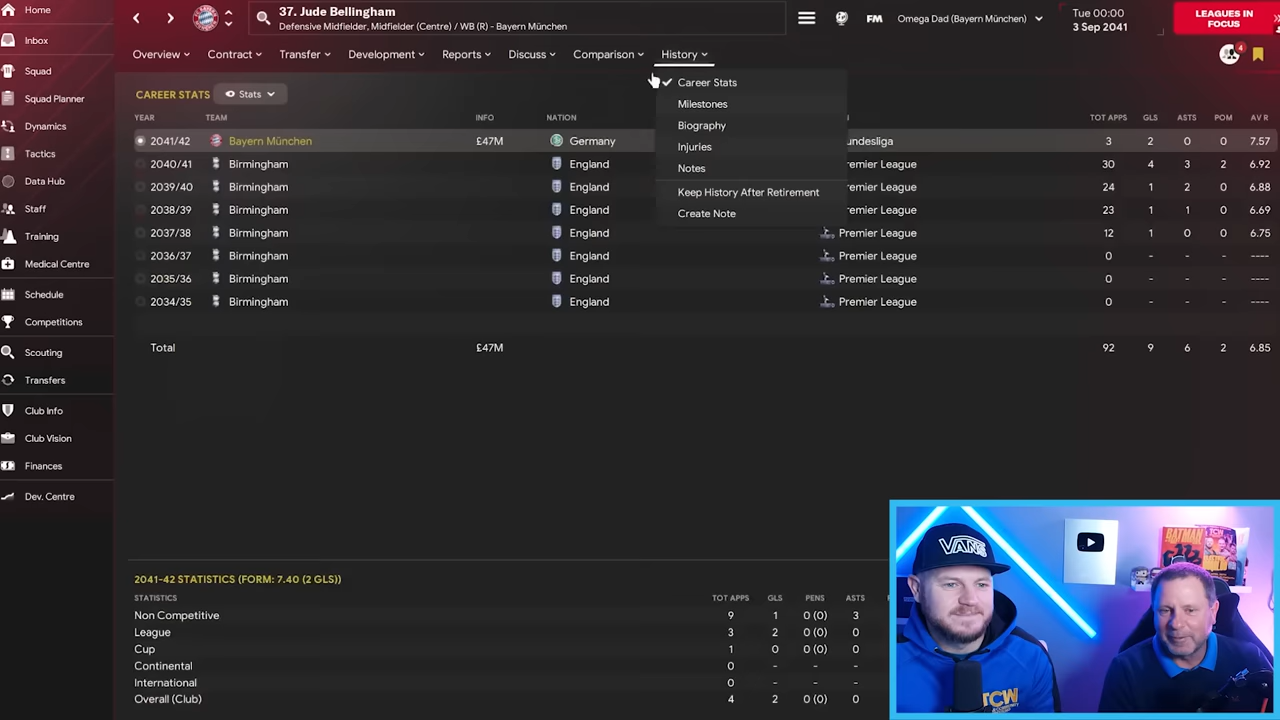 Home
Inbox
Squad
Squad Planner
Dynamics
Tactics
Data Hub
Staff
Training
Medical Centre
Schedule
Competitions
Scouting
Transfers
Club Info
Club Vision
Finances
Dev. Centre
37. Jude Bellingham
Defensive Midfielder, Midfielder (Centre) / WB (R) - Bayern München
FM
Omega Dad (Bayern München)
Tue 00:00
3 Sep 2041
LEAGUES IN FOCUS
4
Overview Contract Transfer Development Reports Discuss Comparison History
Career Stats
Milestones
Biography
Injuries
Notes
Keep History After Retirement
Create Note
CAREER STATS Stats
YEAR TEAM INFO NATION TOT APPS GLS ASTS POM AV R
2041/42 Bayern München £47M Germany undesliga 3 2 0 0 7.57
2040/41 Birmingham England Premier League 30 4 3 2 6.92
2039/40 Birmingham England Premier League 24 1 2 0 6.88
2038/39 Birmingham England Premier League 23 1 1 0 6.69
2037/38 Birmingham England Premier League 12 1 0 0 6.75
2036/37 Birmingham England Premier League 0 - - - ----
2035/36 Birmingham England Premier League 0 - - - ----
2034/35 Birmingham England Premier League 0 - - - ----
Total £47M 92 9 6 2 6.85
2041-42 STATISTICS (FORM: 7.40 (2 GLS))
STATISTICS TOT APPS GLS PENS ASTS
Non Competitive 9 1 0 (0) 3
League 3 2 0 (0) 0
Cup 1 0 0 (0) 0
Continental 0 - - -
International 0 - - -
Overall (Club) 4 2 0 (0) 0
VANS
BATMAN
TCW